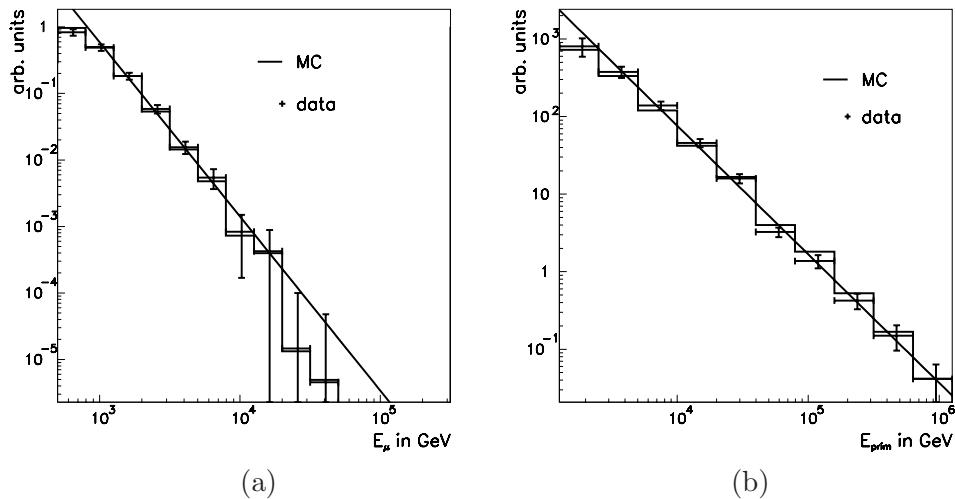 arb. units
1
10^-1
10^-2
10^-3
10^-4
10^-5
MC
data
10^3
10^4
10^5
E_μ in GeV
(a)
arb. units
10^3
10^2
10
1
10^-1
MC
data
10^4
10^5
10^6
E_prim in GeV
(b)